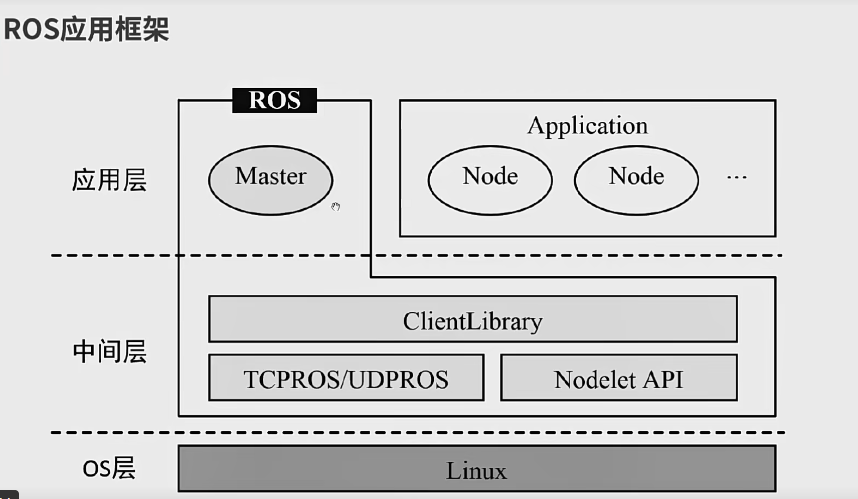 ROS应用框架
ROS
Application
应用层
Master
Node
Node
...
中间层
ClientLibrary
TCPROS/UDPROS
Nodelet API
OS层
Linux